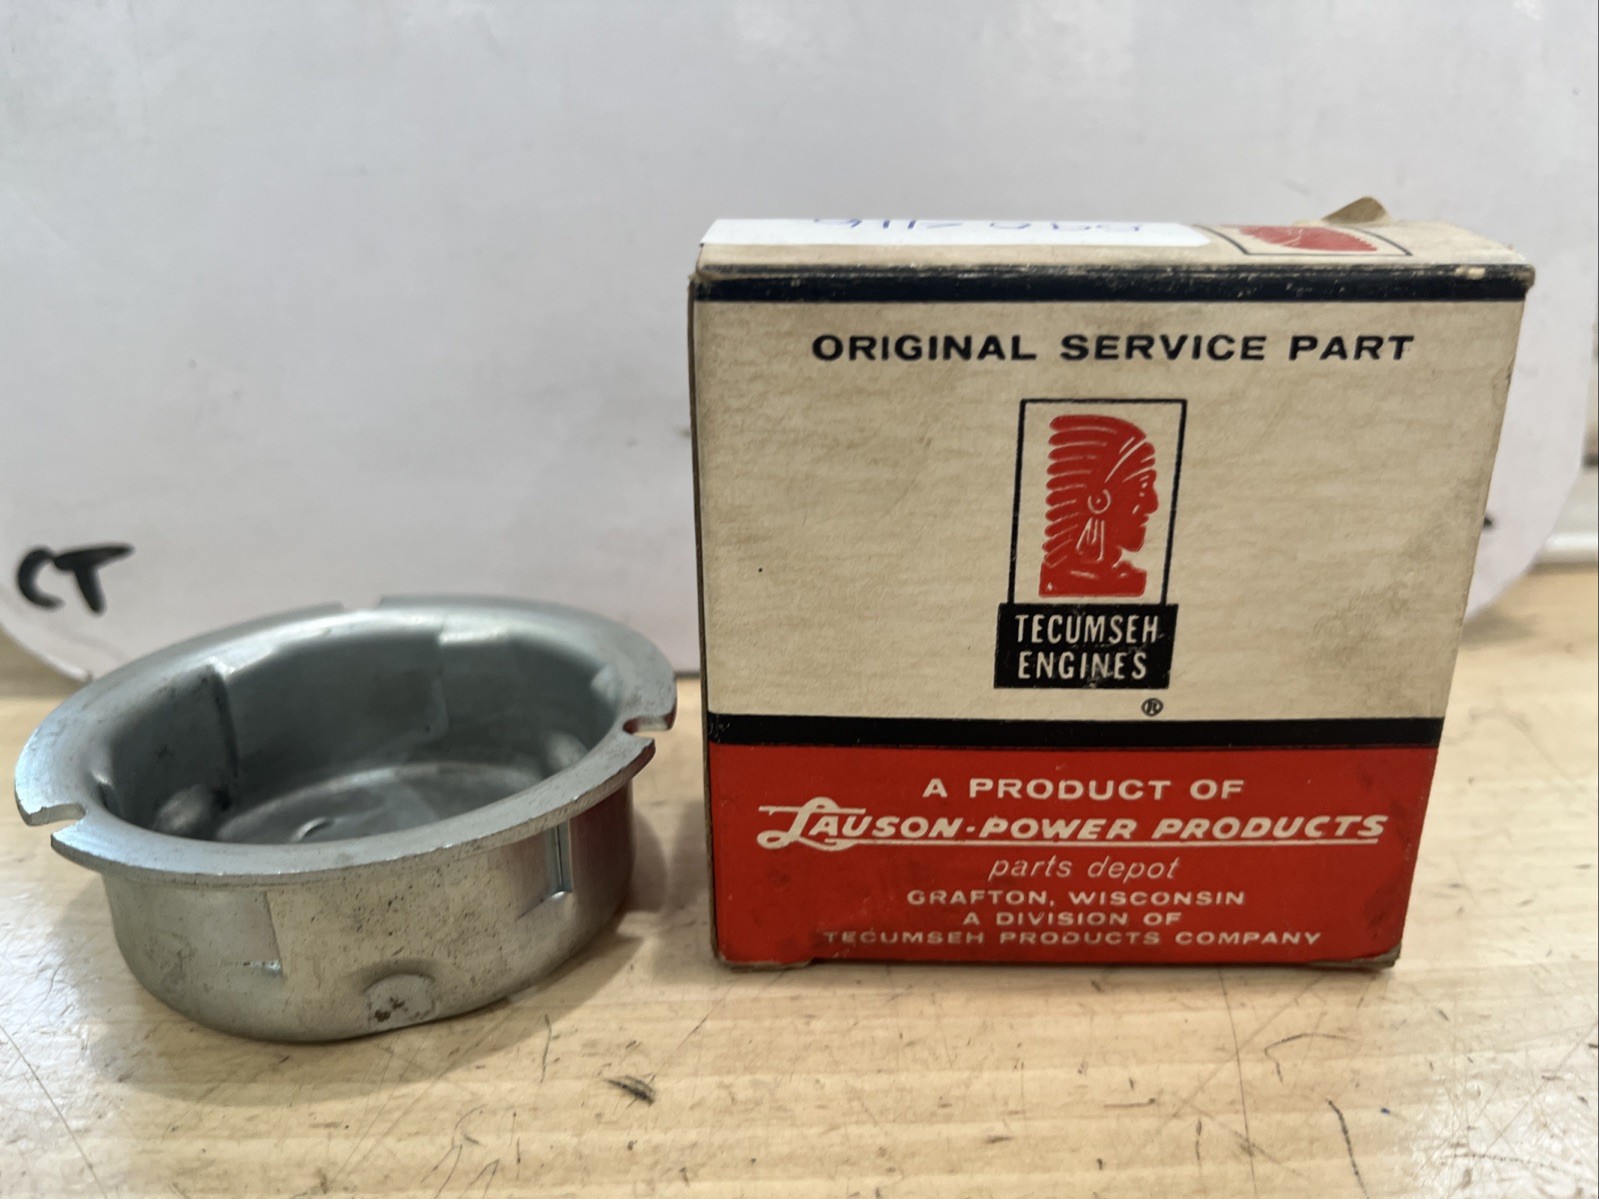 ORIGINAL SERVICE PART
TECUMSEH
ENGINES
®
A PRODUCT OF
LAUSON-POWER PRODUCTS
parts depot
GRAFTON, WISCONSIN
A DIVISION OF
TECUMSEH PRODUCTS COMPANY
CT